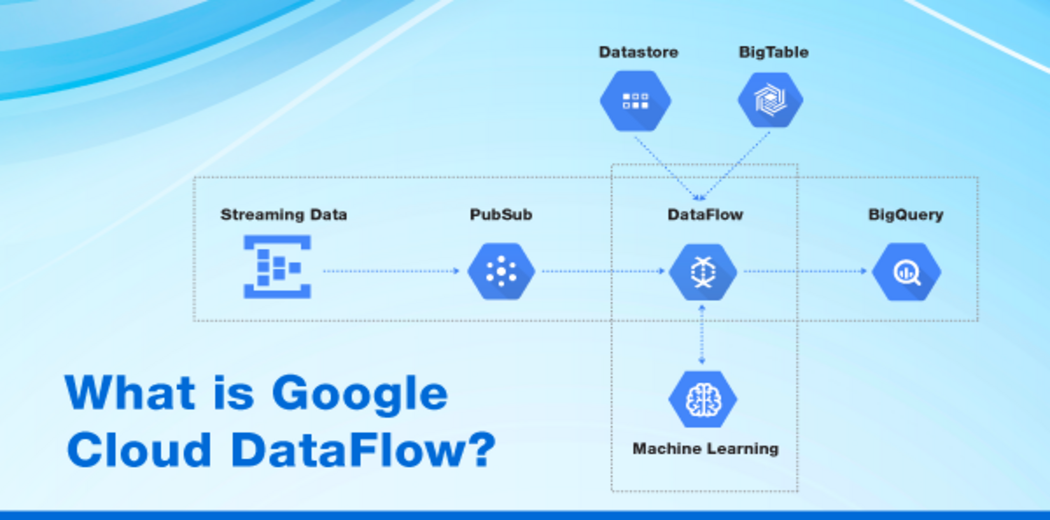 Datastore
BigTable
Streaming Data
PubSub
DataFlow
BigQuery
What is Google
Cloud DataFlow?
Machine Learning